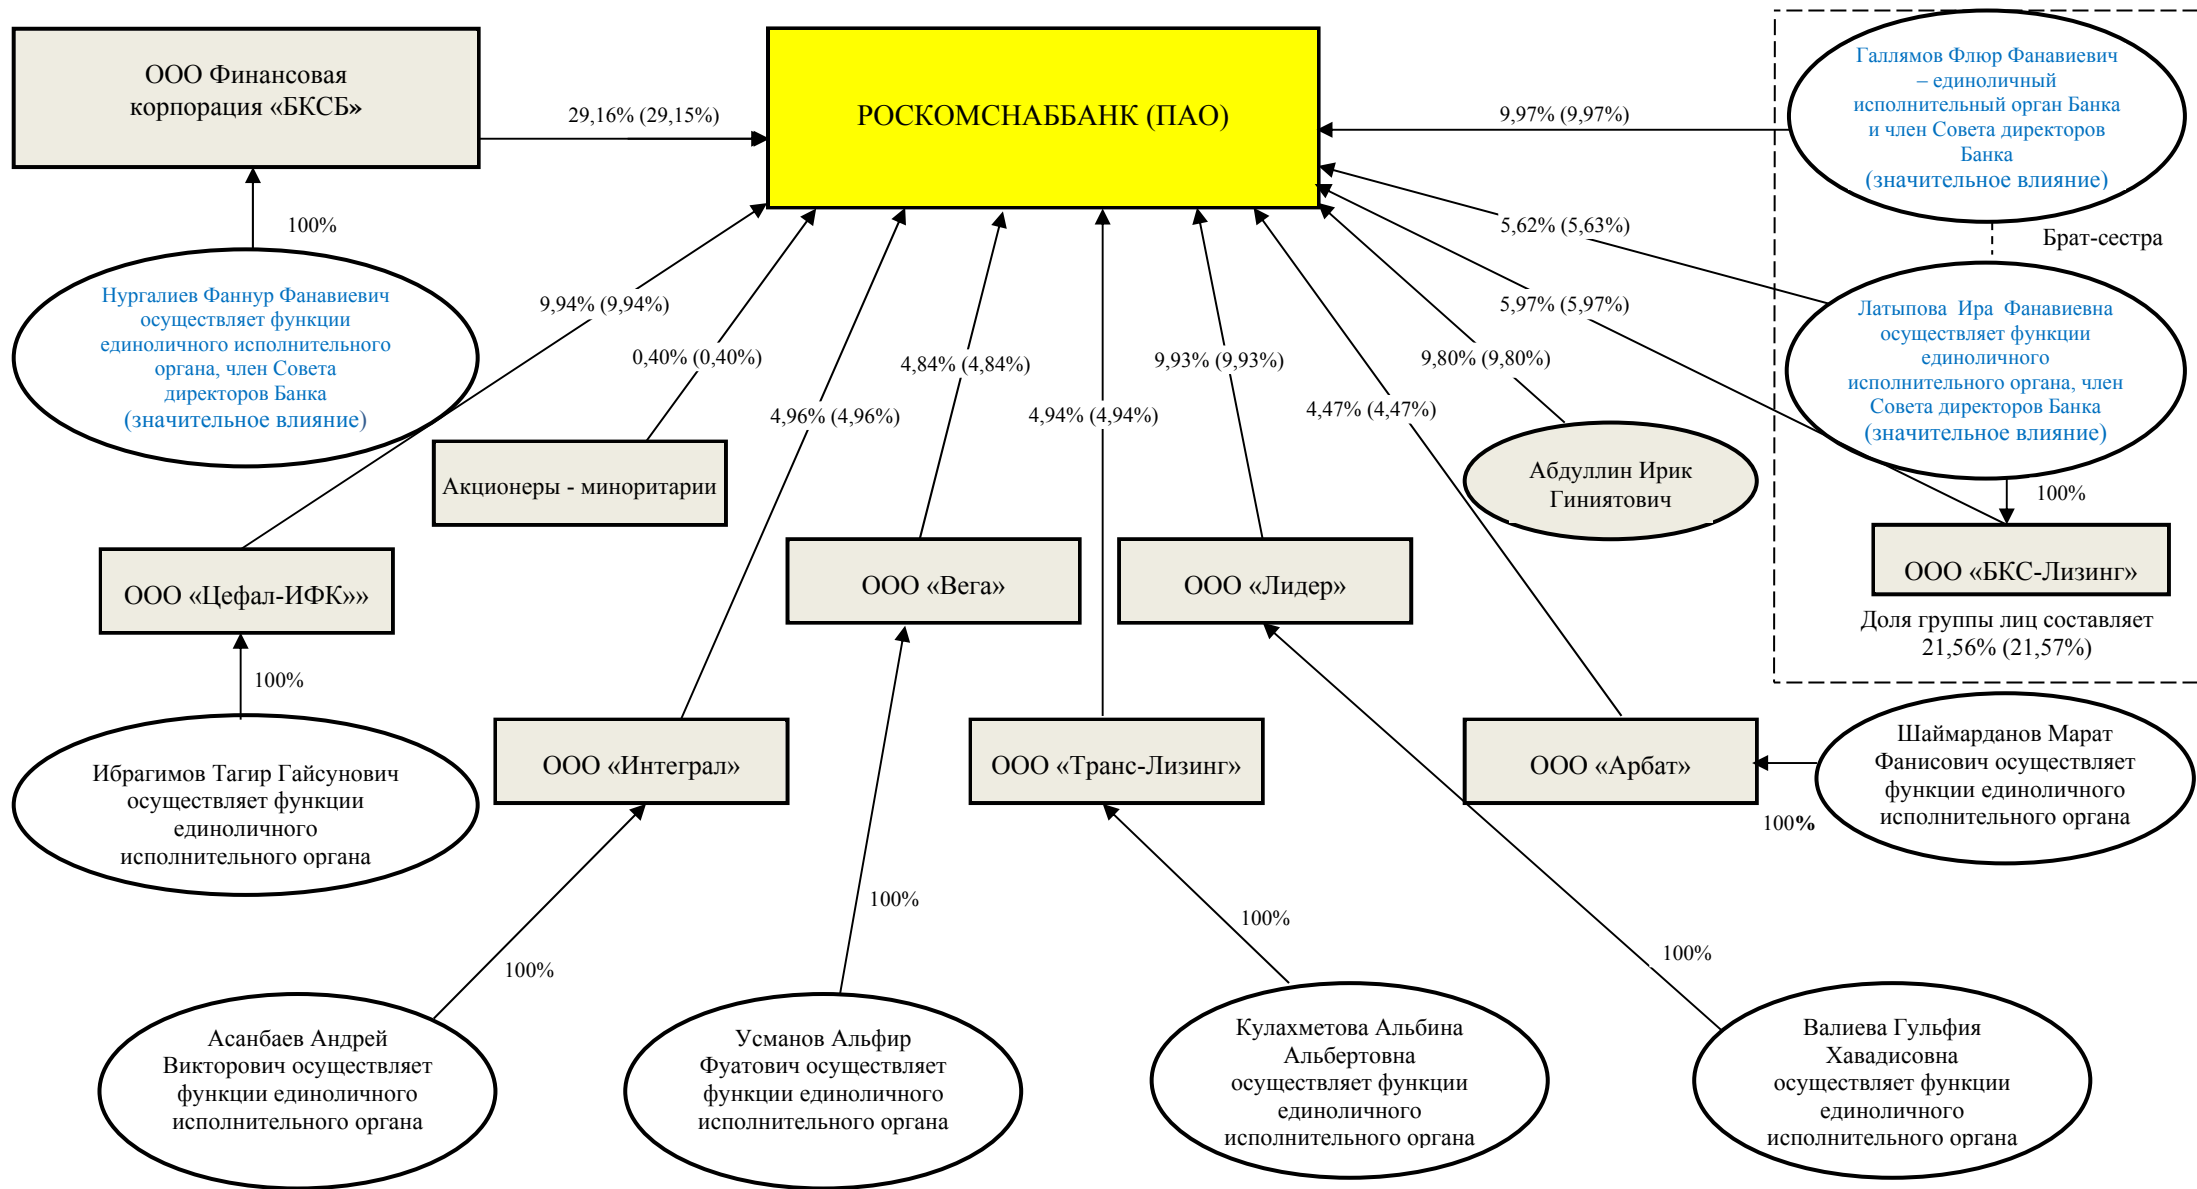 ООО Финансовая
корпорация «БКСБ»
29,16% (29,15%)
РОСКОМСНАББАНК (ПАО)
9,97% (9,97%)
Галлямов Флюр Фанавиевич
– единоличный
исполнительный орган Банка
и член Совета директоров
Банка
(значительное влияние)
100%
5,62% (5,63%)
Брат-сестра
Нургалиев Фаннур Фанавиевич
осуществляет функции
единоличного исполнительного
органа, член Совета
директоров Банка
(значительное влияние)
9,94% (9,94%)
0,40% (0,40%)
4,96% (4,96%)
4,84% (4,84%)
4,94% (4,94%)
9,93% (9,93%)
4,47% (4,47%)
9,80% (9,80%)
5,97% (5,97%)
Латыпова Ира Фанавиевна
осуществляет функции
единоличного
исполнительного органа, член
Совета директоров Банка
(значительное влияние)
Акционеры - миноритарии
Абдуллин Ирик
Гиниятович
100%
ООО «Цефал-ИФК»»
ООО «Вега»
ООО «Лидер»
ООО «БКС-Лизинг»
Доля группы лиц составляет
21,56% (21,57%)
100%
Ибрагимов Тагир Гайсунович
осуществляет функции
единоличного
исполнительного органа
ООО «Интеграл»
ООО «Транс-Лизинг»
ООО «Арбат»
Шаймарданов Марат
Фанисович осуществляет
функции единоличного
исполнительного органа
100%
100%
100%
100%
100%
Асанбаев Андрей
Викторович осуществляет
функции единоличного
исполнительного органа
Усманов Альфир
Фуатович осуществляет
функции единоличного
исполнительного органа
Кулахметова Альбина
Альбертовна
осуществляет функции
единоличного
исполнительного органа
Валиева Гульфия
Хавадисовна
осуществляет функции
единоличного
исполнительного органа